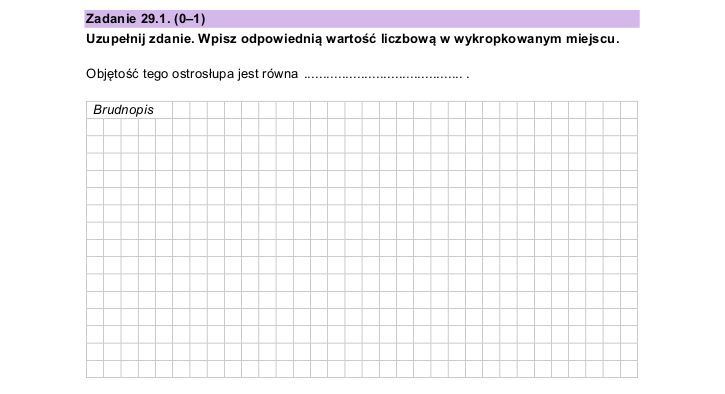 Zadanie 29.1. (0–1)
Uzupełnij zdanie. Wpisz odpowiednią wartość liczbową w wykropkowanym miejscu.
Objętość tego ostrosłupa jest równa .......................................... .
Brudnopis